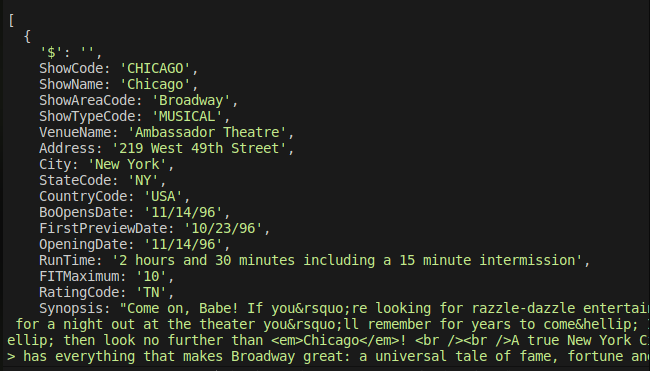 [
  {
    '$': '',
    ShowCode: 'CHICAGO',
    ShowName: 'Chicago',
    ShowAreaCode: 'Broadway',
    ShowTypeCode: 'MUSICAL',
    VenueName: 'Ambassador Theatre',
    Address: '219 West 49th Street',
    City: 'New York',
    StateCode: 'NY',
    CountryCode: 'USA',
    BoOpensDate: '11/14/96',
    FirstPreviewDate: '10/23/96',
    OpeningDate: '11/14/96',
    RunTime: '2 hours and 30 minutes including a 15 minute intermission',
    FITMaximum: '10',
    RatingCode: 'TN',
    Synopsis: "Come on, Babe! If you&rsquo;re looking for razzle-dazzle
 for a night out at the theater you&rsquo;ll remember for years to come&hellip;
ellip; then look no further than <em>Chicago</em>! <br /><br />A true New York
> has everything that makes Broadway great: a universal tale of fame, fortune